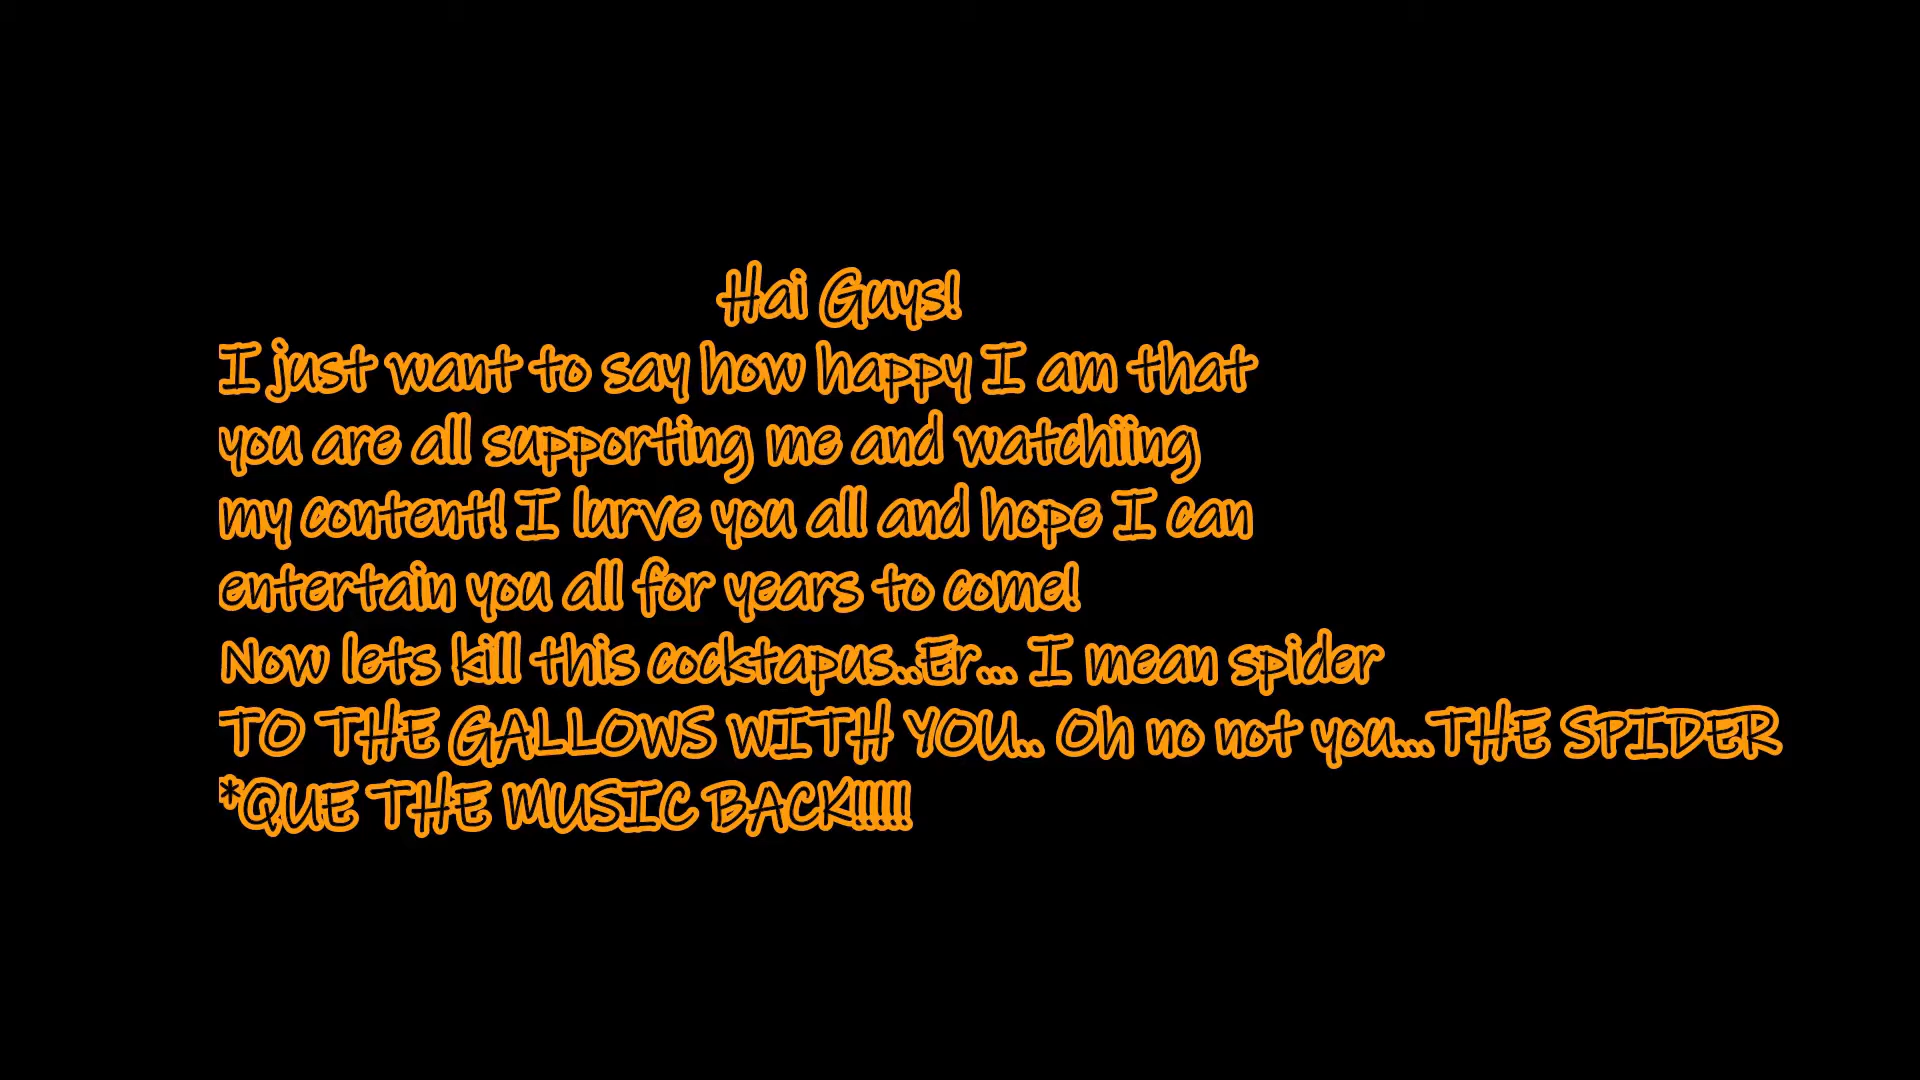 Hai Guys!
I just want to say how happy I am that
you are all supporting me and watchiing
my content! I lurve you all and hope I can
entertain you all for years to come!
Now lets kill this cocktapus..Er... I mean spider
TO THE GALLOWS WITH YOU.. Oh no not you...THE SPIDER
*QUE THE MUSIC BACK!!!!!